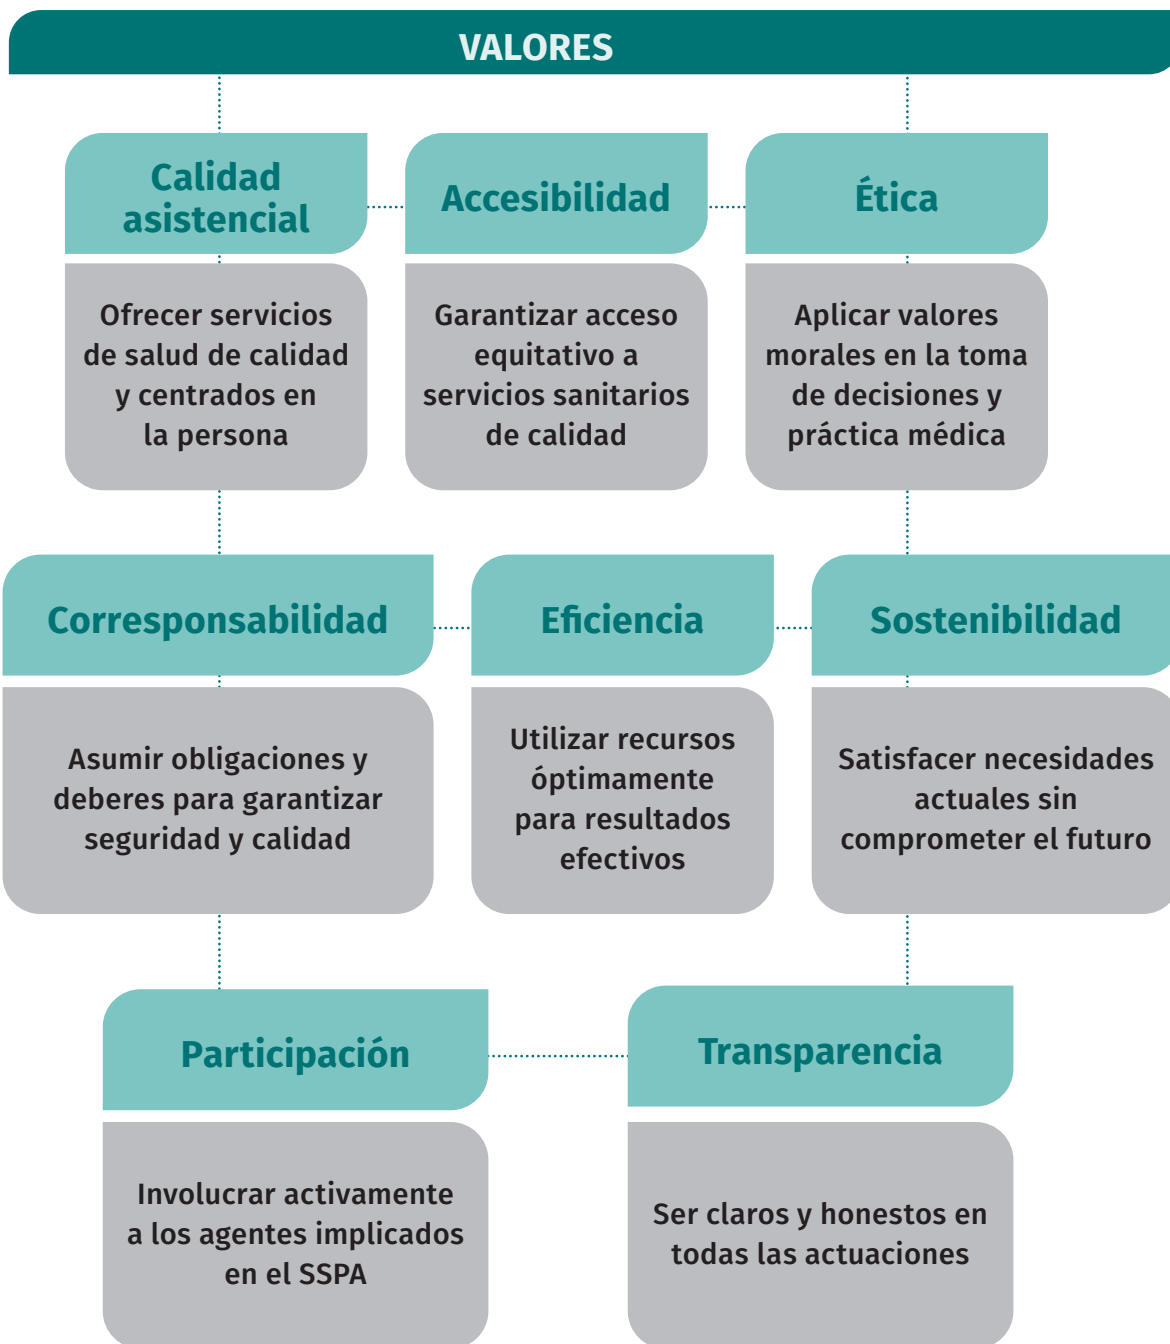 VALORES
Calidad
asistencial
Accesibilidad
Ética
Ofrecer servicios
de salud de calidad
y centrados en
la persona
Garantizar acceso
equitativo a
servicios sanitarios
de calidad
Aplicar valores
morales en la toma
de decisiones y
práctica médica
Corresponsabilidad
Eficiencia
Sostenibilidad
Asumir obligaciones y
deberes para garantizar
seguridad y calidad
Utilizar recursos
óptimamente
para resultados
efectivos
Satisfacer necesidades
actuales sin
comprometer el futuro
Participación
Transparencia
Involucrar activamente
a los agentes implicados
en el SSPA
Ser claros y honestos en
todas las actuaciones